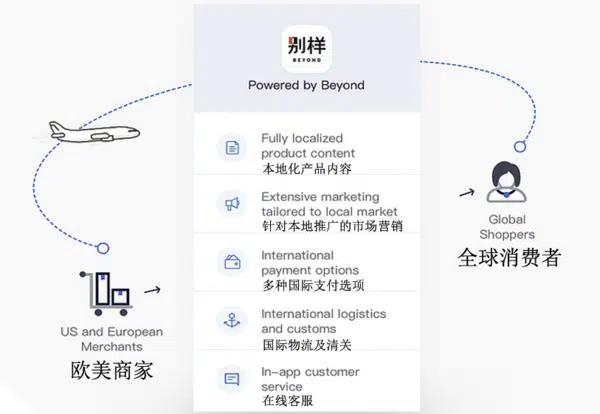 别样
BEYOND
Powered by Beyond
Fully localized
product content
本地化产品内容
Extensive marketing
tailored to local market
针对本地推广的市场营销
International
payment options
多种国际支付选项
International logistics
and customs
国际物流及清关
In-app customer
service
在线客服
US and European
Merchants
欧美商家
Global
Shoppers
全球消费者